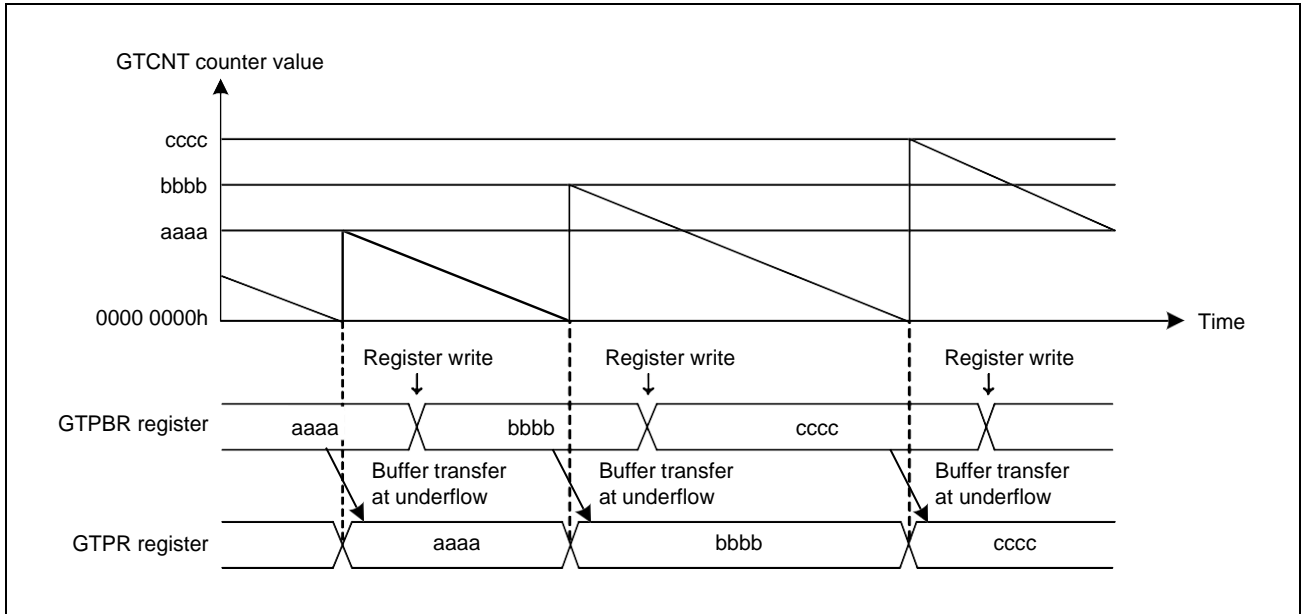 GTCNT counter value
cccc
bbbb
aaaa
0000 0000h
Time
Register write
Register write
Register write
GTPBR register
aaaa
bbbb
cccc
Buffer transfer
at underflow
Buffer transfer
at underflow
Buffer transfer
at underflow
GTPR register
aaaa
bbbb
cccc